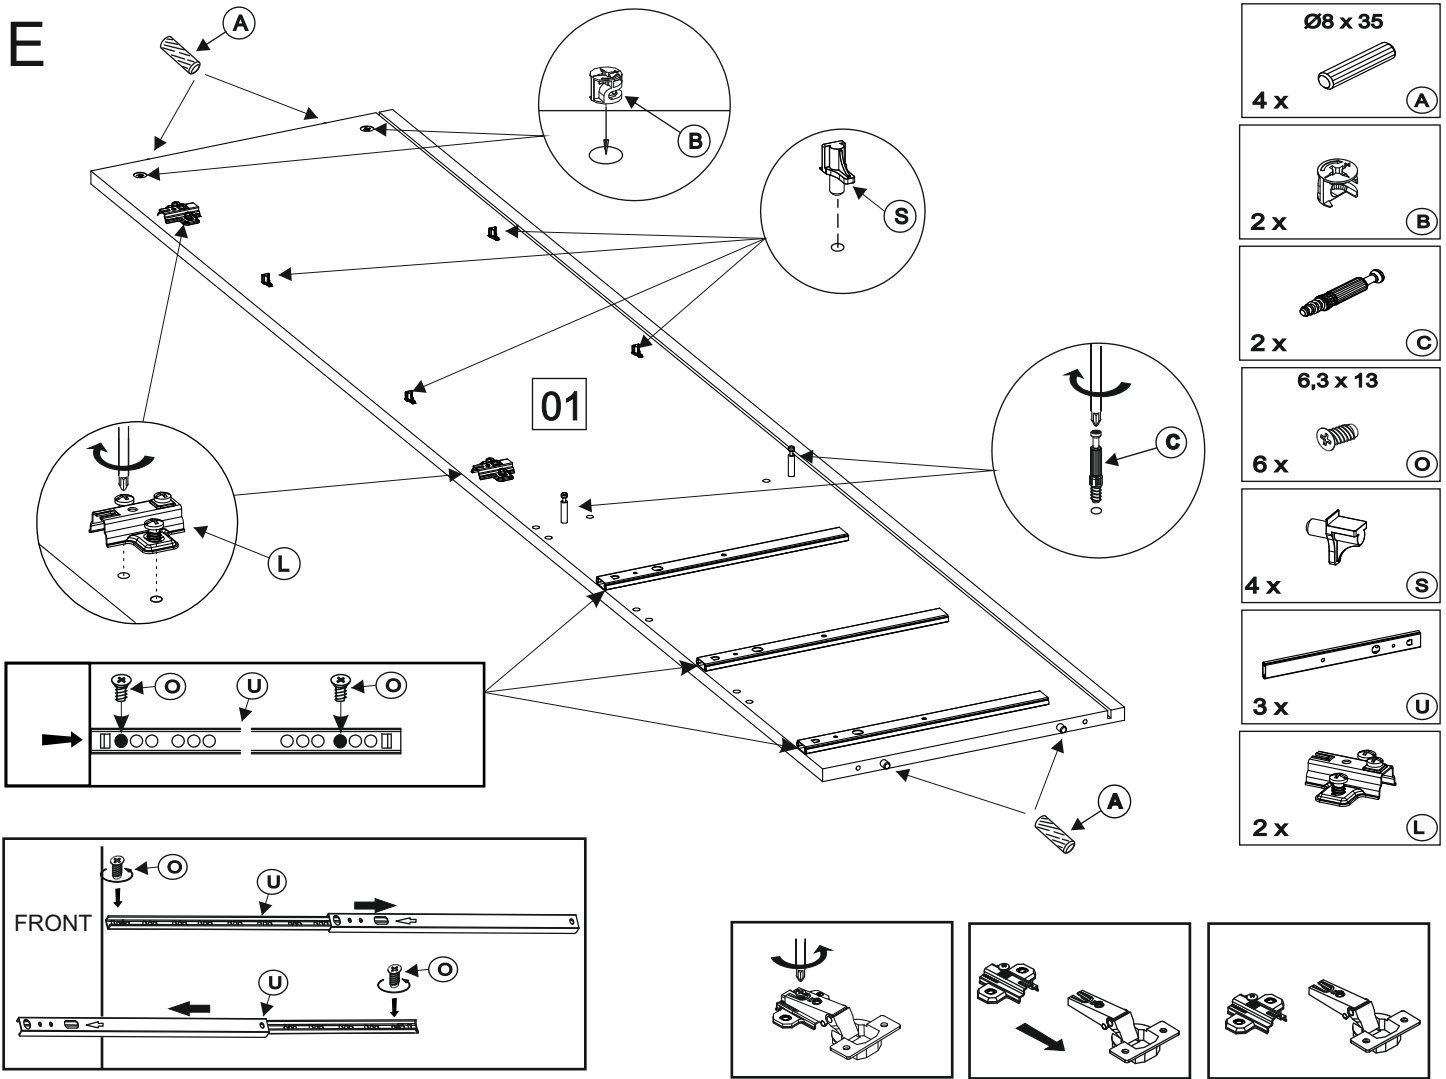 E
A
B
S
01
C
L
O
U
O
A
FRONT
O
U
O
U
Ø8 x 35
4 x A
2 x B
2 x C
6,3 x 13
6 x O
4 x S
3 x U
2 x L